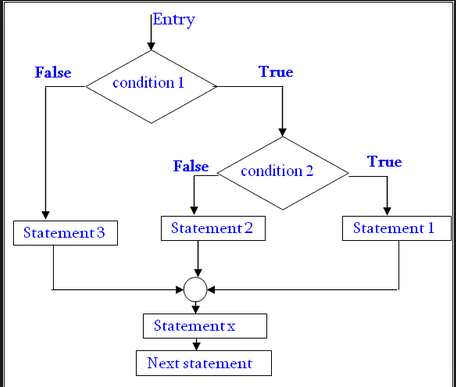 Entry
False
True
condition 1
False
True
condition 2
Statement 3
Statement 2
Statement 1
Statement x
Next statement